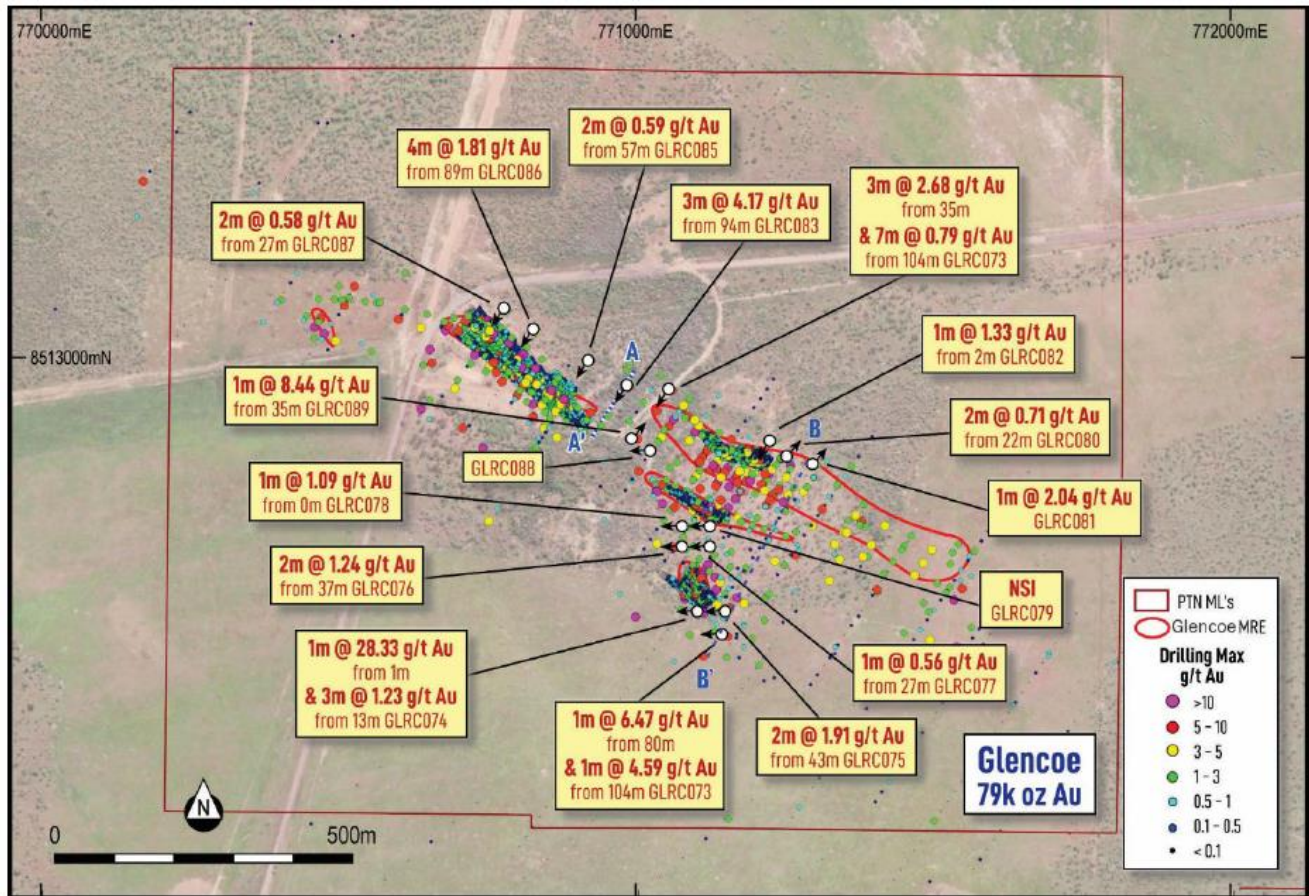 770000mE
771000mE
772000mE
2m @ 0.59 g/t Au
from 57m GLRC085
4m @ 1.81 g/t Au
from 89m GLRC086
3m @ 4.17 g/t Au
from 94m GLRC083
3m @ 2.68 g/t Au
from 35m
& 7m @ 0.79 g/t Au
from 104m GLRC073
2m @ 0.58 g/t Au
from 27m GLRC087
8513000mN
1m @ 1.33 g/t Au
from 2m GLRC082
A
1m @ 8.44 g/t Au
from 35m GLRC089
A'
B
2m @ 0.71 g/t Au
from 22m GLRC080
GLRC088
1m @ 1.09 g/t Au
from 0m GLRC078
1m @ 2.04 g/t Au
GLRC081
2m @ 1.24 g/t Au
from 37m GLRC076
NSI
GLRC079
1m @ 28.33 g/t Au
from 1m
& 3m @ 1.23 g/t Au
from 13m GLRC074
B'
1m @ 0.56 g/t Au
from 27m GLRC077
1m @ 6.47 g/t Au
from 80m
& 1m @ 4.59 g/t Au
from 104m GLRC073
2m @ 1.91 g/t Au
from 43m GLRC075
Glencoe
79k oz Au
PTN ML's
Glencoe MRE
Drilling Max
g/t Au
>10
5 - 10
3 - 5
1 - 3
0.5 - 1
0.1 - 0.5
< 0.1
N
0
500m